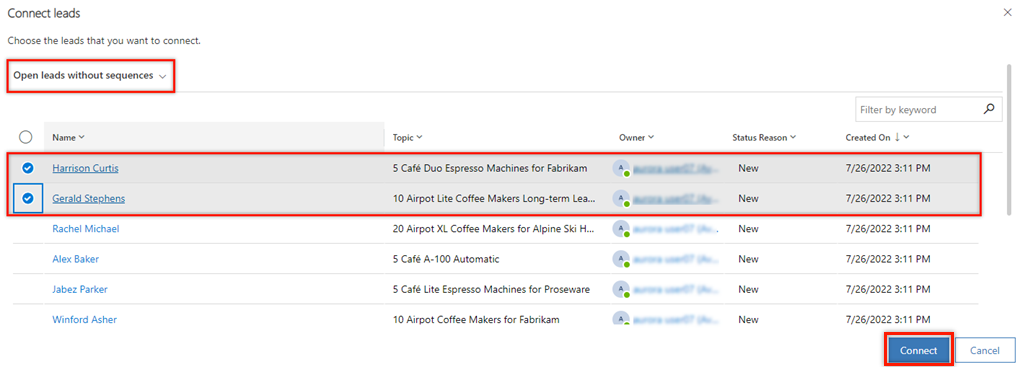 Connect leads
Choose the leads that you want to connect.
Open leads without sequences
Filter by keyword
Name Topic Owner Status Reason Created On
Harrison Curtis 5 Café Duo Espresso Machines for Fabrikam A New 7/26/2022 3:11 PM
Gerald Stephens 10 Airpot Lite Coffee Makers Long-term Lea... A New 7/26/2022 3:11 PM
Rachel Michael 20 Airpot XL Coffee Makers for Alpine Ski H... A New 7/26/2022 3:11 PM
Alex Baker 5 Café A-100 Automatic A New 7/26/2022 3:11 PM
Jabez Parker 5 Café Lite Espresso Machines for Proseware A New 7/26/2022 3:11 PM
Winford Asher 10 Airpot Coffee Makers for Fabrikam A New 7/26/2022 3:11 PM
Connect Cancel